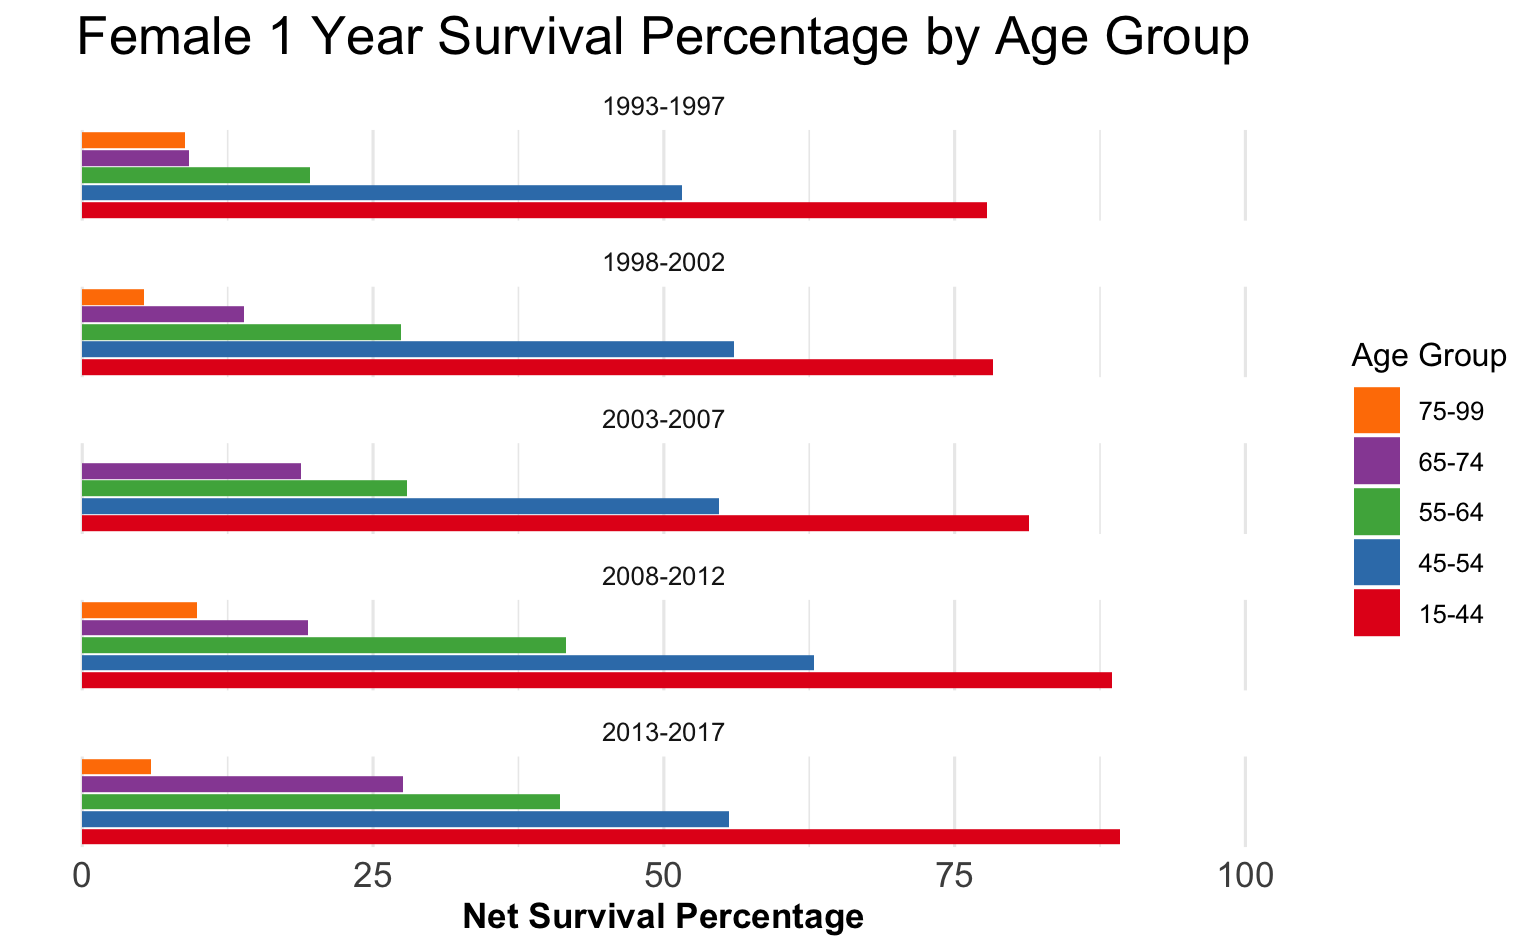 Female 1 Year Survival Percentage by Age Group
1993-1997
1998-2002
2003-2007
2008-2012
2013-2017
0 25 50 75 100
Net Survival Percentage
Age Group
75-99
65-74
55-64
45-54
15-44